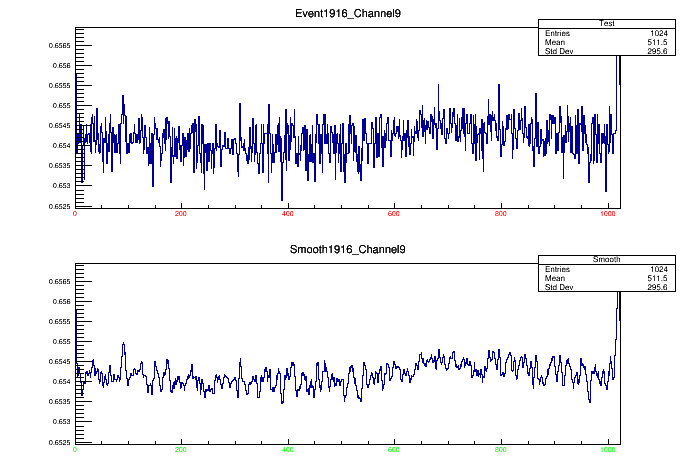 Event1916_Channel9
Test
Entries 1024
Mean 511.5
Std Dev 295.6
0.6565
0.656
0.6555
0.655
0.6545
0.654
0.6535
0.653
0.6525
0 200 400 600 800 1000
Smooth1916_Channel9
Smooth
Entries 1024
Mean 511.5
Std Dev 295.6
0.6565
0.656
0.6555
0.655
0.6545
0.654
0.6535
0.653
0.6525
0 200 400 600 800 1000